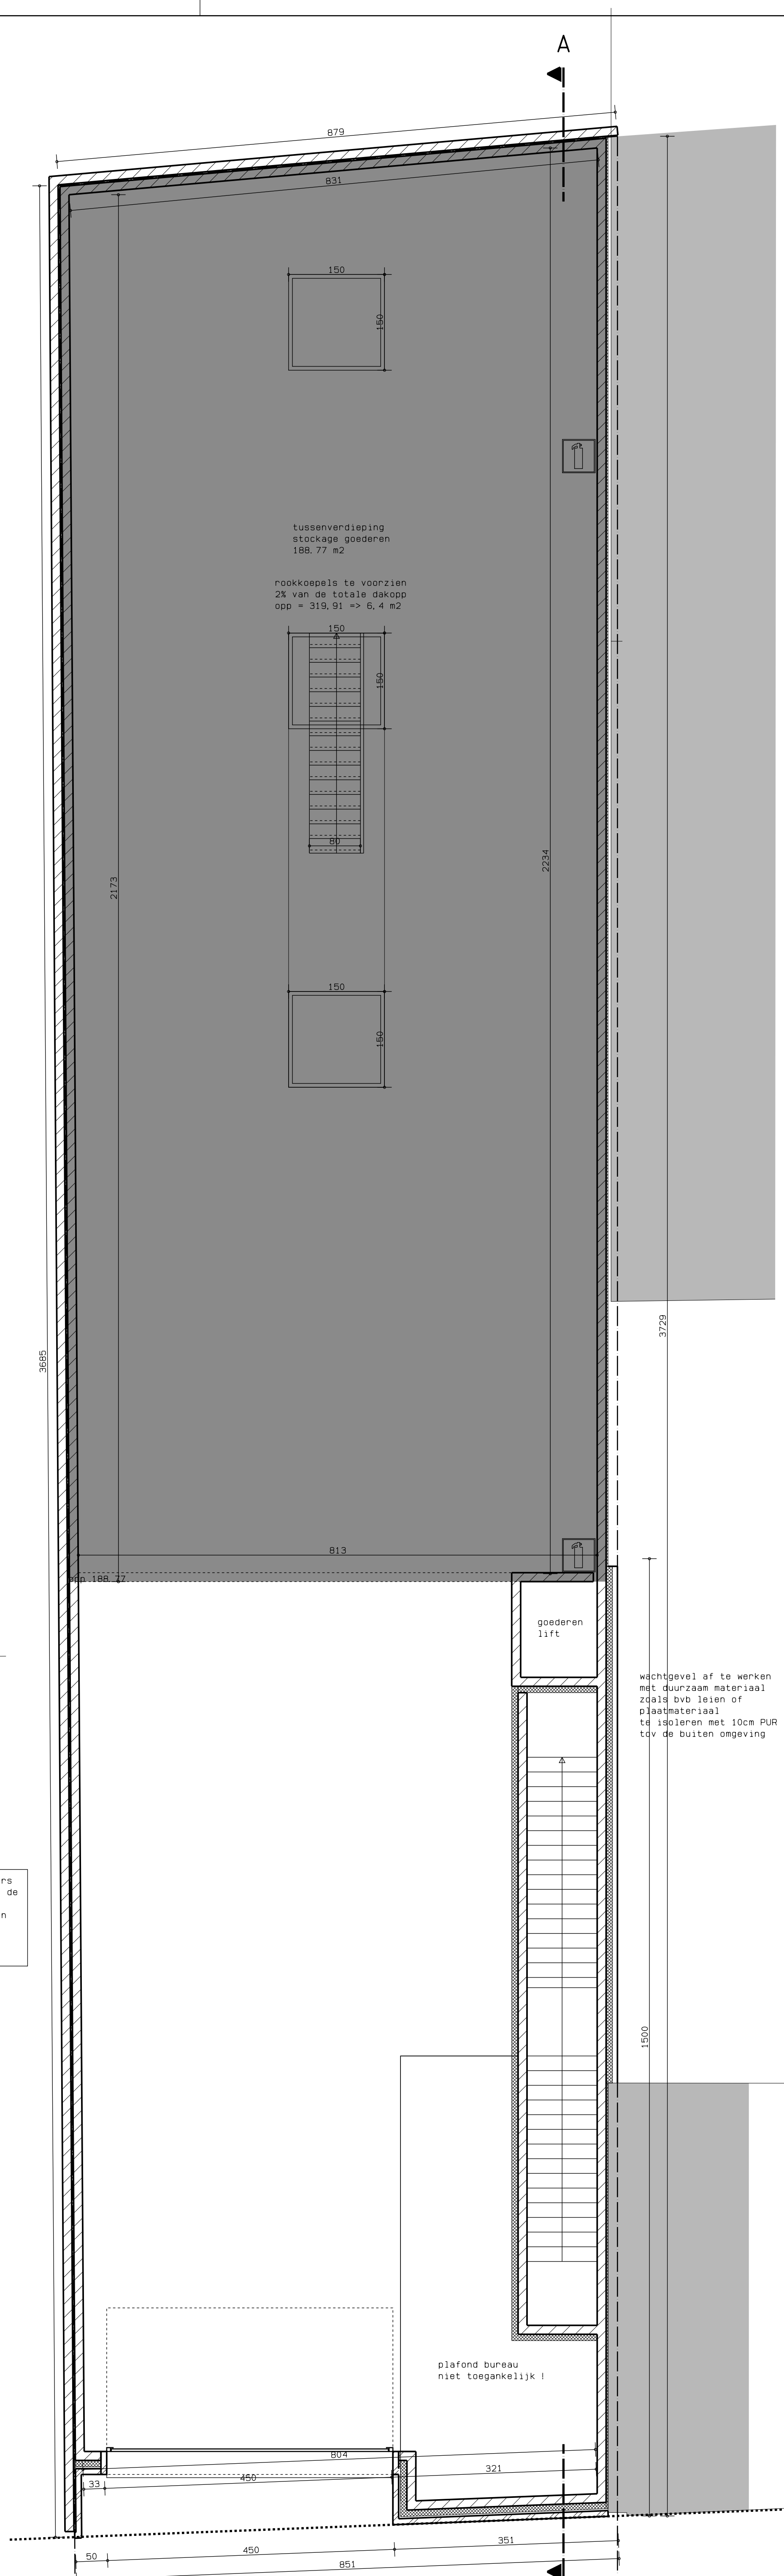 A
879
831
150
150
tussenverdieping
stockage goederen
188.77 m2
rookkoepels te voorzien
2% van de totale dakopp
opp = 319,91 => 6,4 m2
150
150
80
2173
2234
150
150
3685
3729
813
opp 188.77
goederen
lift
wachtgevel af te werken
met duurzaam materiaal
zoals bvb leien of
plaatmateriaal
te isoleren met 10cm PUR
tov de buiten omgeving
rs
de
n
1500
plafond bureau
niet toegankelijk !
804
33
450
321
50
450
351
851